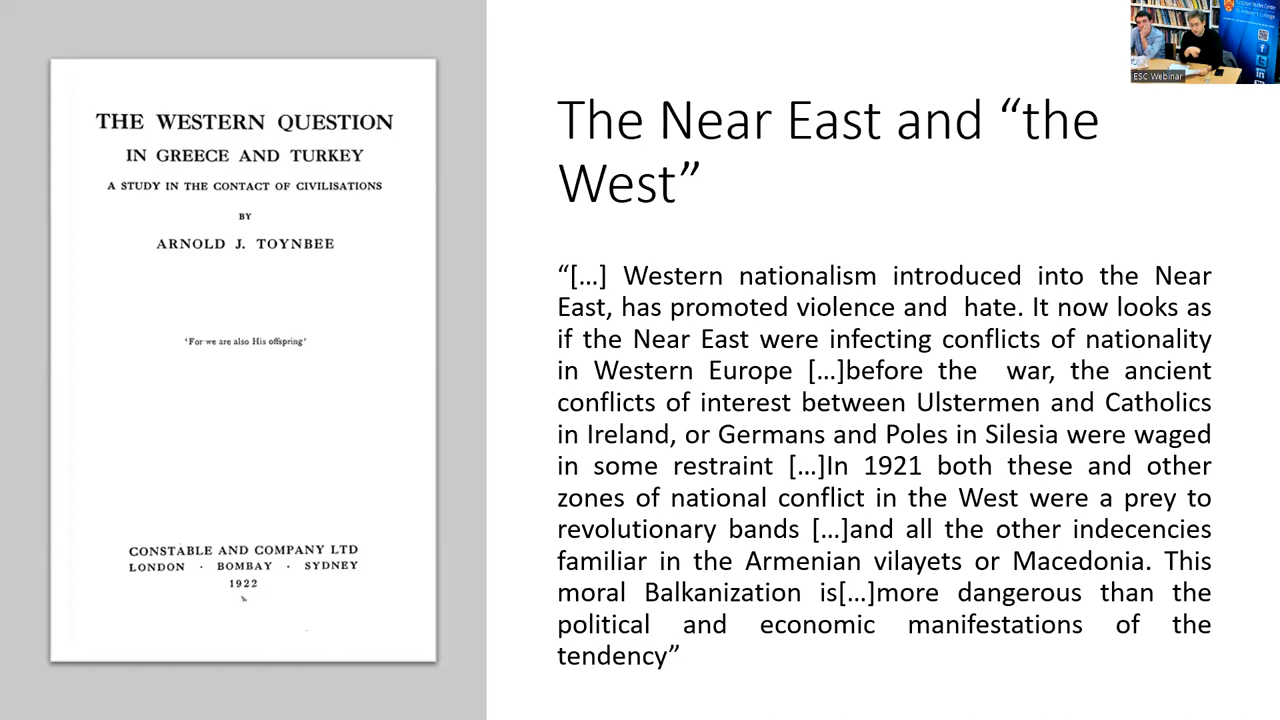 THE WESTERN QUESTION
IN GREECE AND TURKEY
A STUDY IN THE CONTACT OF CIVILISATIONS
BY
ARNOLD J. TOYNBEE
'For we are also His offspring'
CONSTABLE AND COMPANY LTD
LONDON · BOMBAY · SYDNEY
1922
The Near East and “the
West”
“[…] Western nationalism introduced into the Near
East, has promoted violence and hate. It now looks as
if the Near East were infecting conflicts of nationality
in Western Europe […]before the war, the ancient
conflicts of interest between Ulstermen and Catholics
in Ireland, or Germans and Poles in Silesia were waged
in some restraint […]In 1921 both these and other
zones of national conflict in the West were a prey to
revolutionary bands […]and all the other indecencies
familiar in the Armenian vilayets or Macedonia. This
moral Balkanization is[…]more dangerous than the
political and economic manifestations of the
tendency”
ESC Webinar